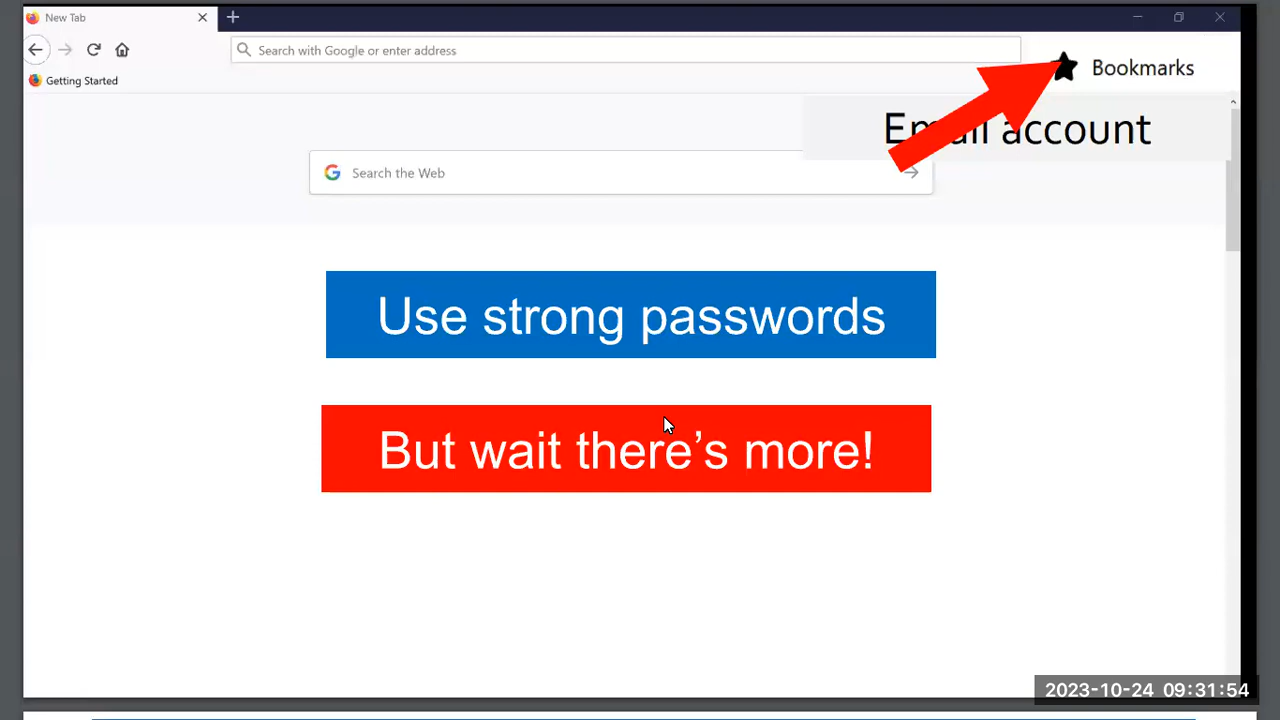 New Tab
Search with Google or enter address
Getting Started
Bookmarks
Email account
Search the Web
Use strong passwords
But wait there’s more!
2023-10-24 09:31:54